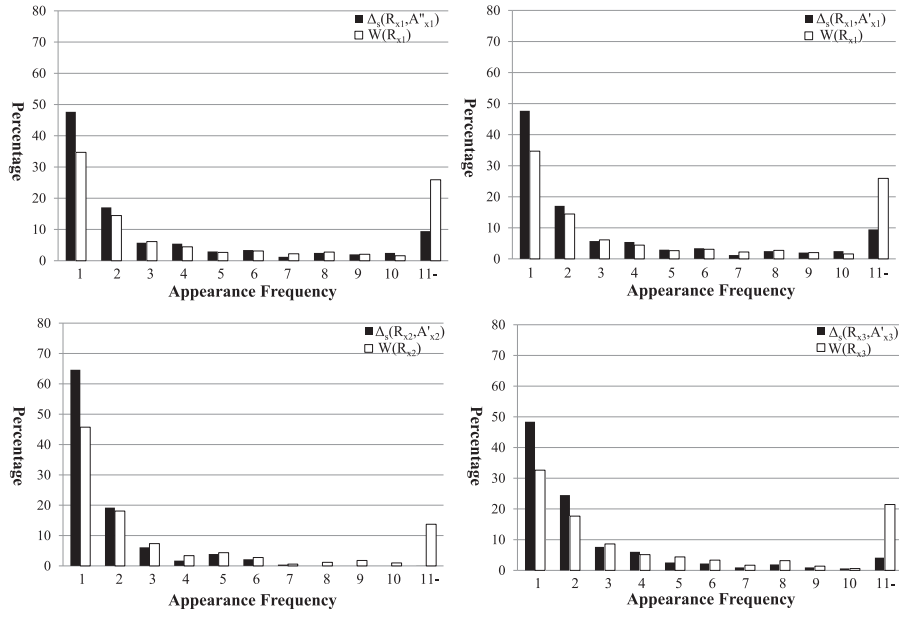 80
70
60
50
40
30
20
10
0
Percentage
Δs(Rx1,A''x1)
W(Rx1)
1 2 3 4 5 6 7 8 9 10 11-
Appearance Frequency
80
70
60
50
40
30
20
10
0
Percentage
Δs(Rx1,A'x1)
W(Rx1)
1 2 3 4 5 6 7 8 9 10 11-
Appearance Frequency
80
70
60
50
40
30
20
10
0
Percentage
Δs(Rx2,A'x2)
W(Rx2)
1 2 3 4 5 6 7 8 9 10 11-
Appearance Frequency
80
70
60
50
40
30
20
10
0
Percentage
Δs(Rx3,A'x3)
W(Rx3)
1 2 3 4 5 6 7 8 9 10 11-
Appearance Frequency